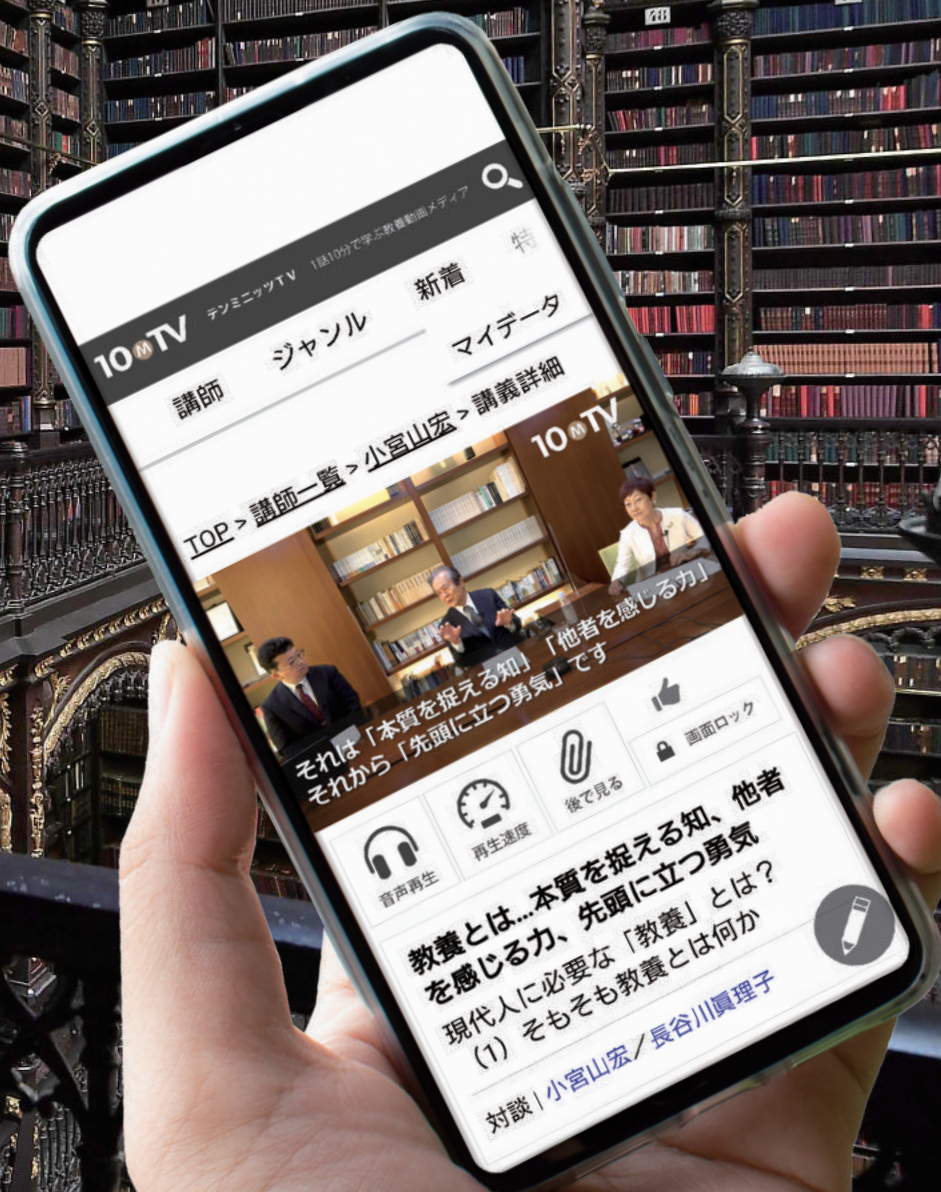 10MTV テンミニッツTV 1話10分で学ぶ教養動画メディア
講師 ジャンル 新着 特
マイデータ
TOP > 講師一覧 > 小宮山宏 > 講義詳細
10MTV
それは「本質を捉える知」「他者を感じる力」
それから「先頭に立つ勇気」です
音声再生 再生速度 後で見る 画面ロック
教養とは...本質を捉える知、他者
を感じる力、先頭に立つ勇気
現代人に必要な「教養」とは？
（1）そもそも教養とは何か
対談 | 小宮山宏／長谷川眞理子